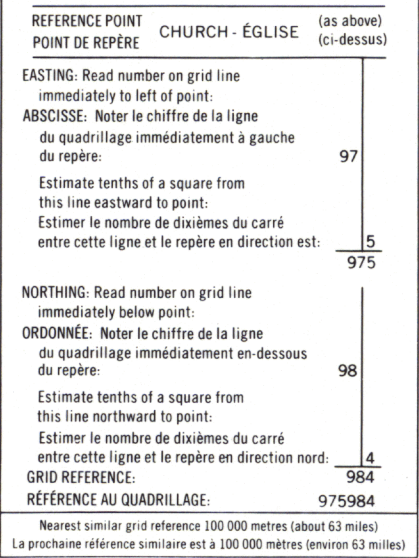 REFERENCE POINT
POINT DE REPÈRE
CHURCH - ÉGLISE
(as above)
(ci-dessus)
EASTING: Read number on grid line
immediately to left of point:
ABSCISSE: Noter le chiffre de la ligne
du quadrillage immédiatement à gauche
du repère: 97
Estimate tenths of a square from
this line eastward to point:
Estimer le nombre de dixièmes du carré
entre cette ligne et le repère en direction est: 5
975
NORTHING: Read number on grid line
immediately below point:
ORDONNÉE: Noter le chiffre de la ligne
du quadrillage immédiatement en-dessous
du repère: 98
Estimate tenths of a square from
this line northward to point:
Estimer le nombre de dixièmes du carré
entre cette ligne et le repère en direction nord: 4
GRID REFERENCE: 984
RÉFÉRENCE AU QUADRILLAGE: 975984
Nearest similar grid reference 100 000 metres (about 63 miles)
La prochaine référence similaire est à 100 000 mètres (environ 63 milles)